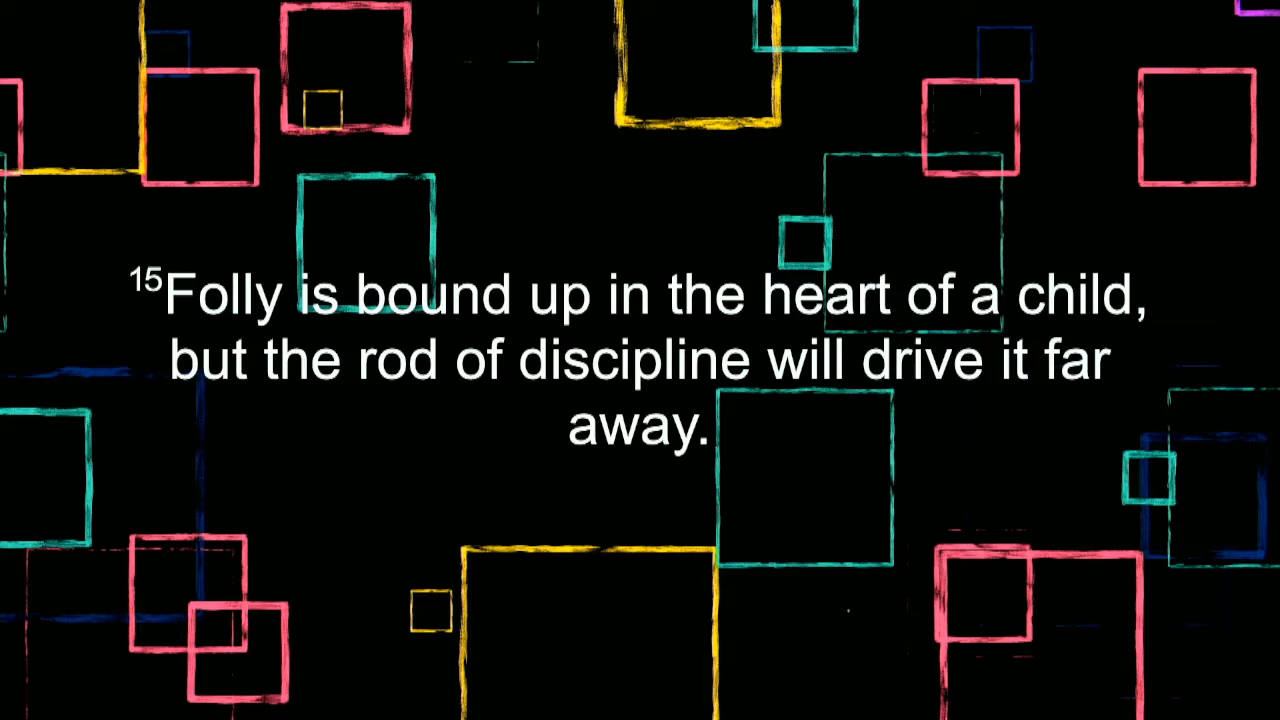 ¹⁵Folly is bound up in the heart of a child,
but the rod of discipline will drive it far
away.